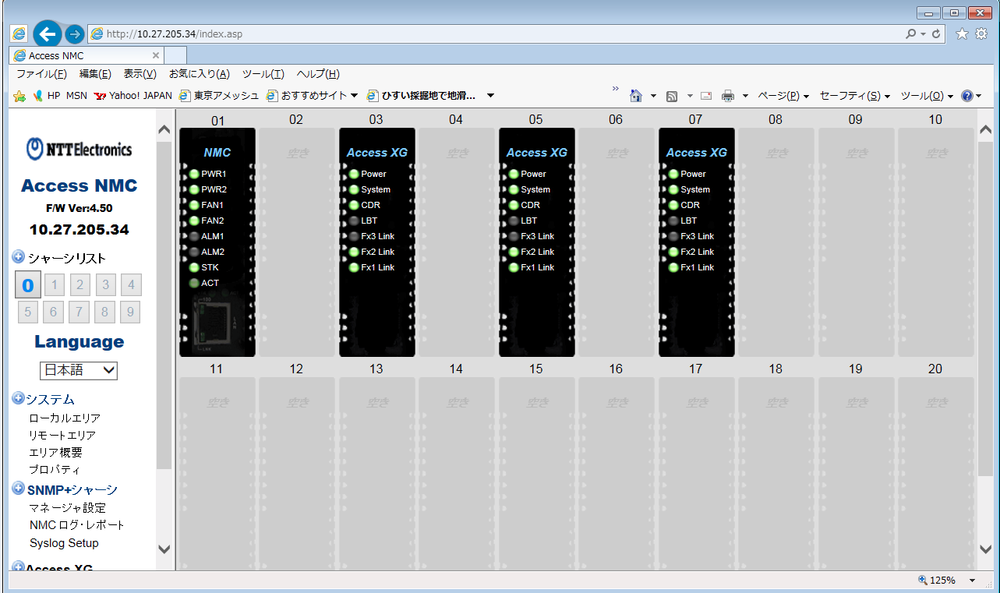 http://10.27.205.34/index.asp
Access NMC
ファイル(F) 編集(E) 表示(V) お気に入り(A) ツール(T) ヘルプ(H)
HP MSN Yahoo! JAPAN 東京アメッシュ おすすめサイト ひすい採掘地で地滑... » ページ(P) セーフティ(S) ツール(O)
NTT Electronics
Access NMC
F/W Ver:4.50
10.27.205.34
シャーシリスト
0 1 2 3 4
5 6 7 8 9
Language
日本語
システム
ローカルエリア
リモートエリア
エリア概要
プロパティ
SNMP+シャーシ
マネージャ設定
NMC ログ・レポート
Syslog Setup
Access XG
01 02 03 04 05 06 07 08 09 10
NMC 空き Access XG 空き Access XG 空き Access XG 空き 空き 空き
PWR1 Power Power Power
PWR2 System System System
FAN1 CDR CDR CDR
FAN2 LBT LBT LBT
ALM1 Fx3 Link Fx3 Link Fx3 Link
ALM2 Fx2 Link Fx2 Link Fx2 Link
STK Fx1 Link Fx1 Link Fx1 Link
ACT
11 12 13 14 15 16 17 18 19 20
空き 空き 空き 空き 空き 空き 空き 空き 空き 空き
125%